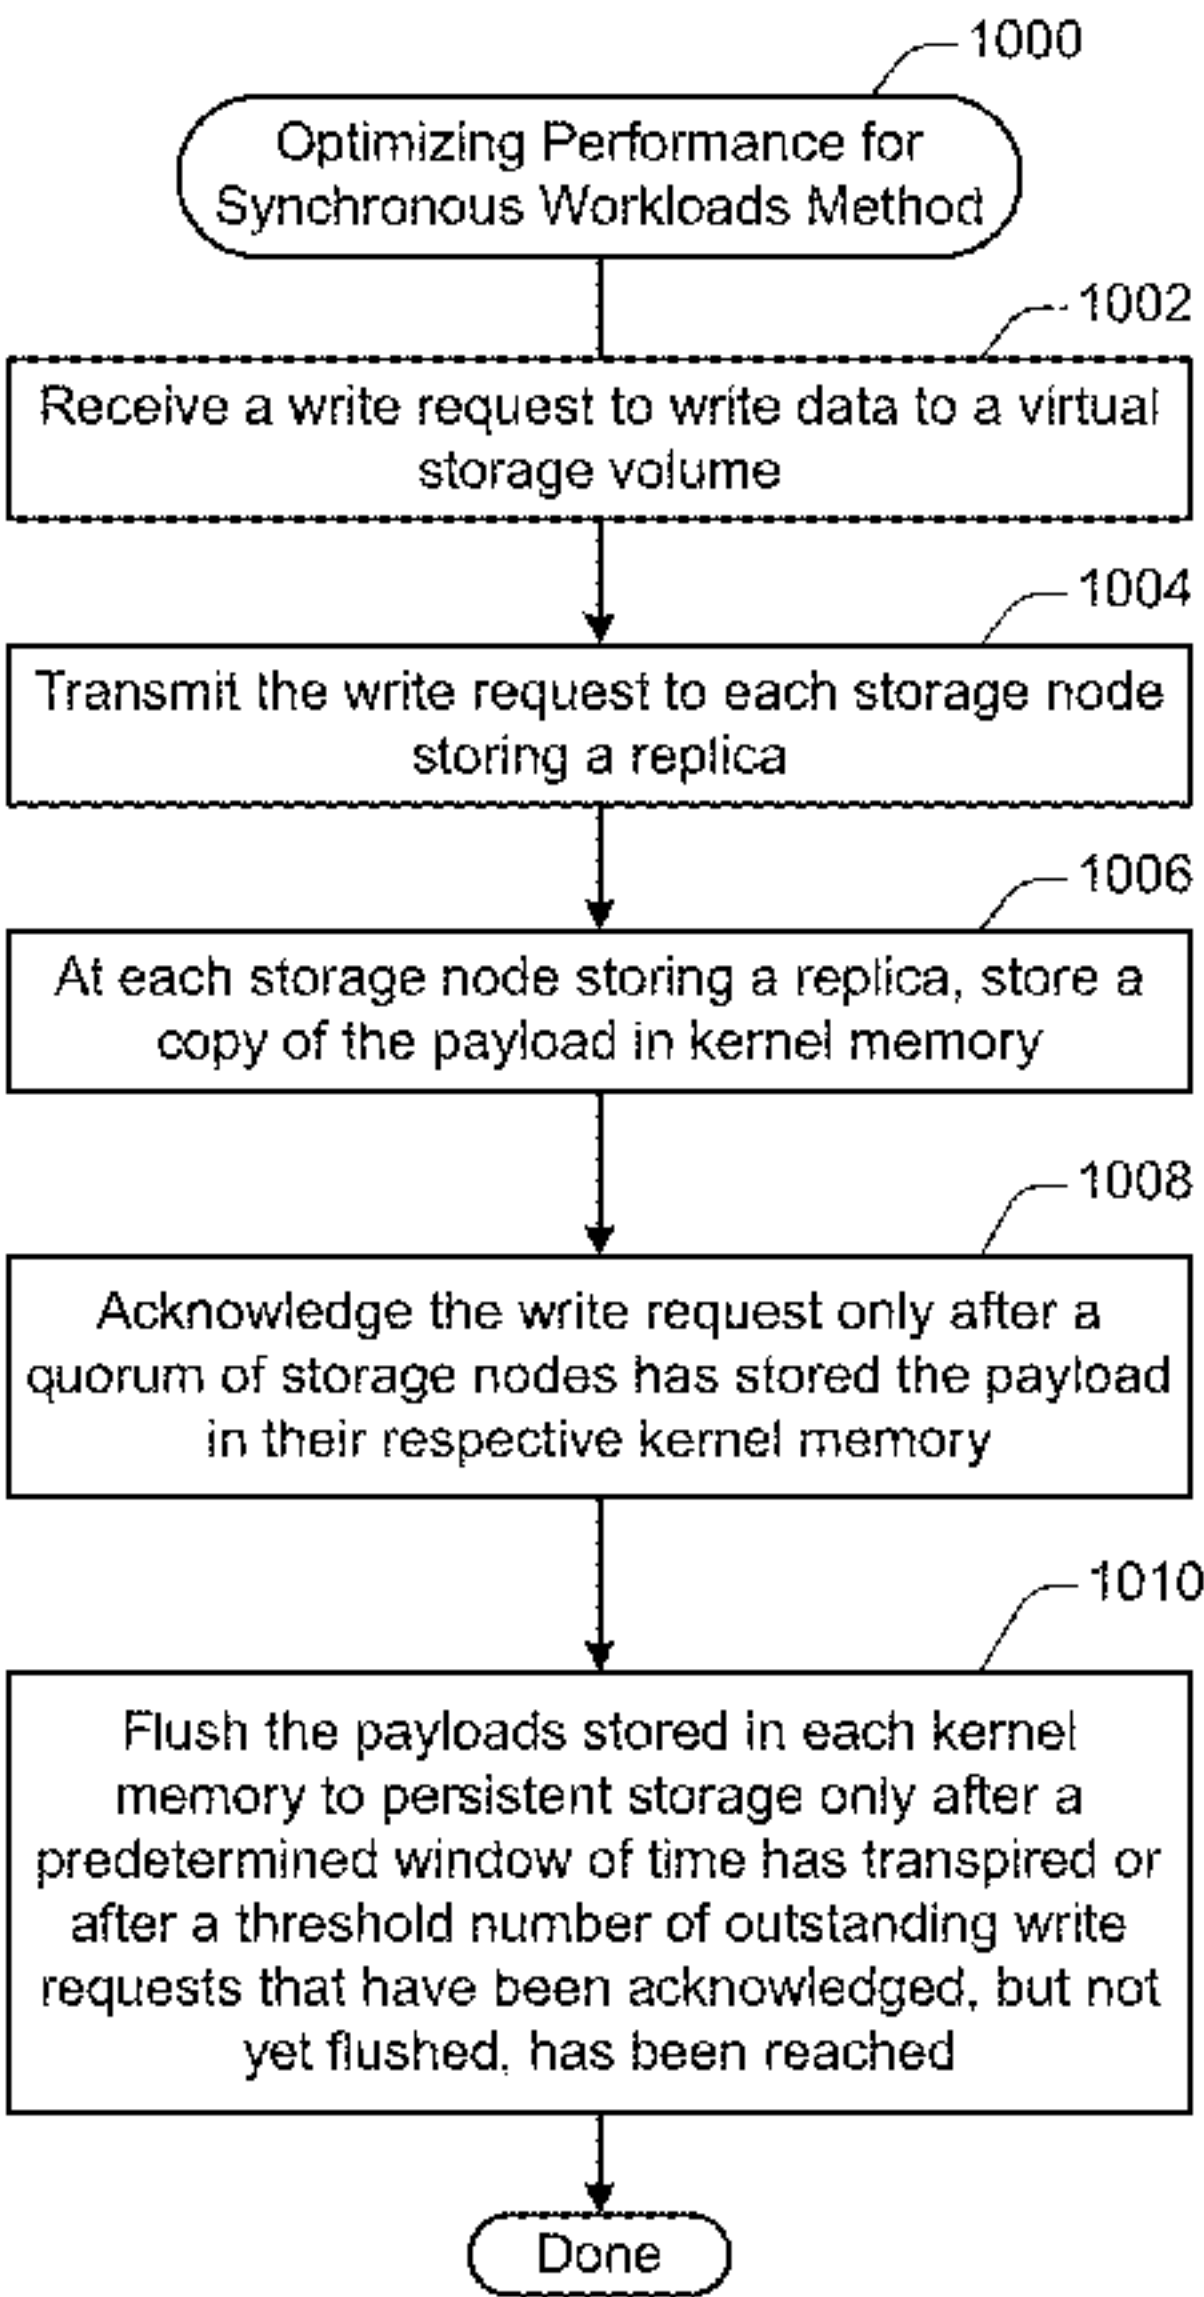 1000
Optimizing Performance for
Synchronous Workloads Method
1002
Receive a write request to write data to a virtual
storage volume
1004
Transmit the write request to each storage node
storing a replica
1006
At each storage node storing a replica, store a
copy of the payload in kernel memory
1008
Acknowledge the write request only after a
quorum of storage nodes has stored the payload
in their respective kernel memory
1010
Flush the payloads stored in each kernel
memory to persistent storage only after a
predetermined window of time has transpired or
after a threshold number of outstanding write
requests that have been acknowledged, but not
yet flushed, has been reached
Done